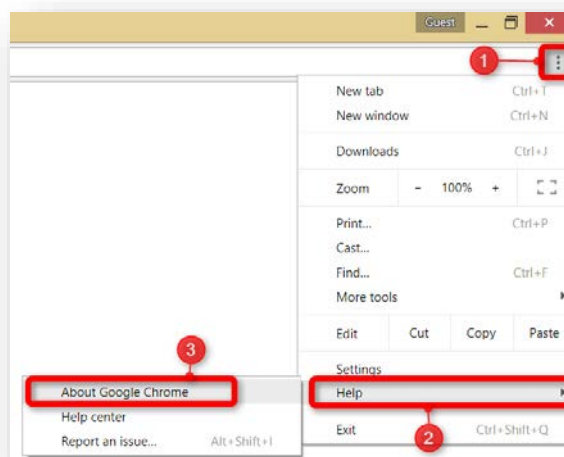 Guest
1
New tab Ctrl+T
New window Ctrl+N
Downloads Ctrl+J
Zoom - 100% +
Print... Ctrl+P
Cast...
Find... Ctrl+F
More tools
Edit Cut Copy Paste
Settings
3
About Google Chrome
Help
Help center
2
Report an issue... Alt+Shift+I
Exit Ctrl+Shift+Q